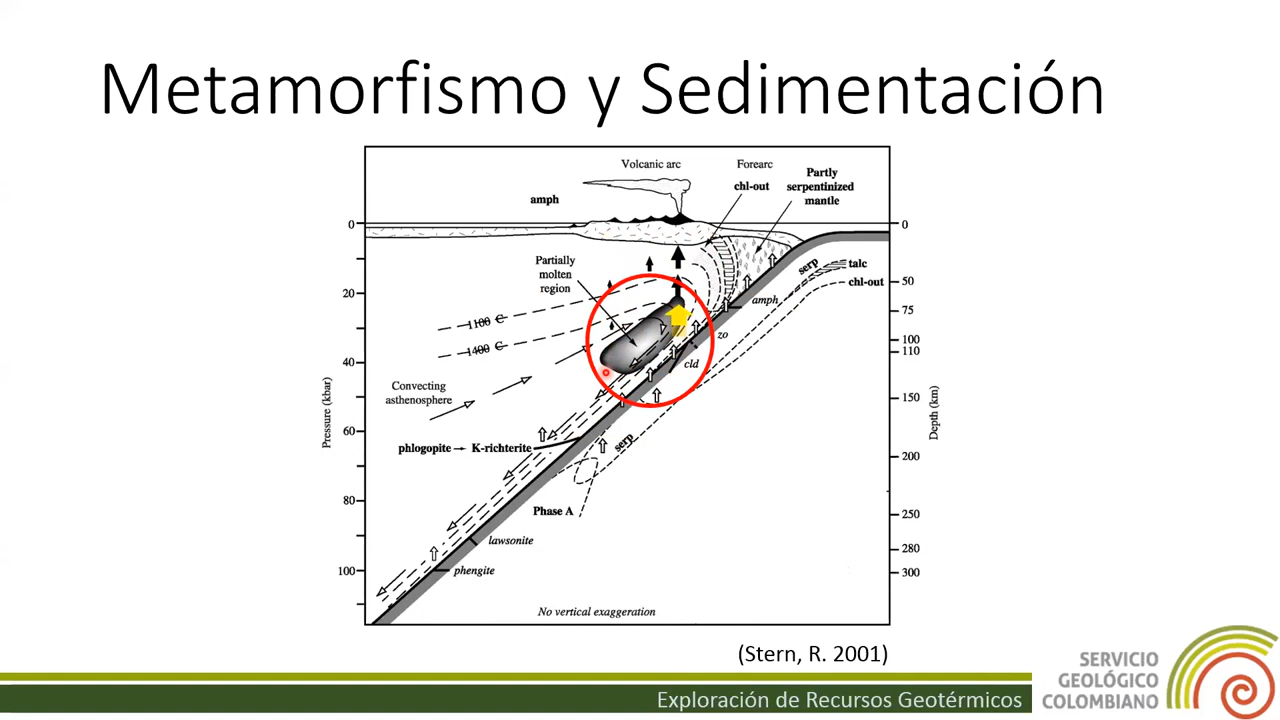 Metamorfismo y Sedimentación
Volcanic arc
Forearc
chl-out
Partly
serpentinized
mantle
amph
0
0
Partially
molten
region
serp
talc
chl-out
50
20
amph
75
1100 C
zo
100
1400 C
110
40
cld
Convecting
asthenosphere
150
Pressure (kbar)
Depth (km)
60
phlogopite → K-richterite
serp
200
80
Phase A
250
lawsonite
280
100
phengite
300
No vertical exaggeration
(Stern, R. 2001)
SERVICIO
GEOLÓGICO
COLOMBIANO
Exploración de Recursos Geotérmicos